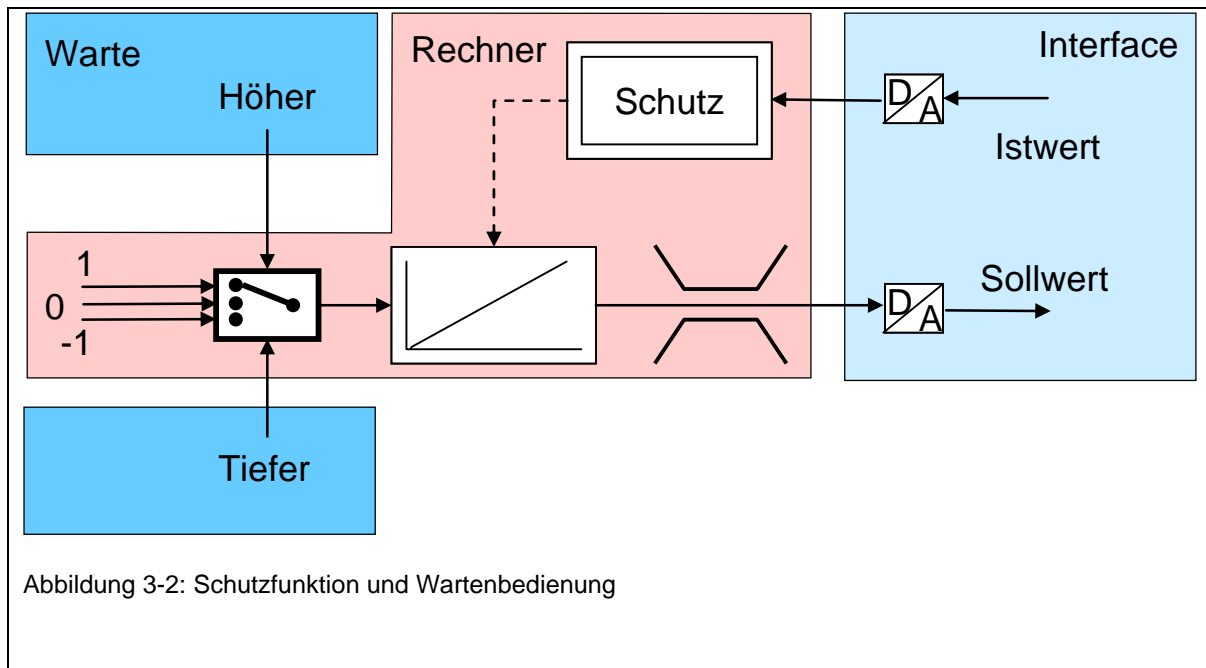 Warte
Höher
Rechner
Schutz
Interface
D
A
Istwert
1
0
-1
D
A
Sollwert
Tiefer
Abbildung 3-2: Schutzfunktion und Wartenbedienung